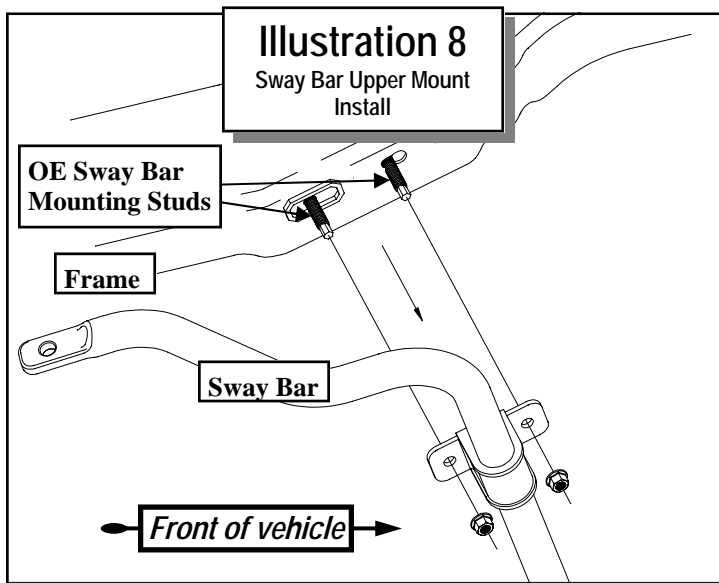 Illustration 8
Sway Bar Upper Mount
Install
OE Sway Bar
Mounting Studs
Frame
Sway Bar
Front of vehicle